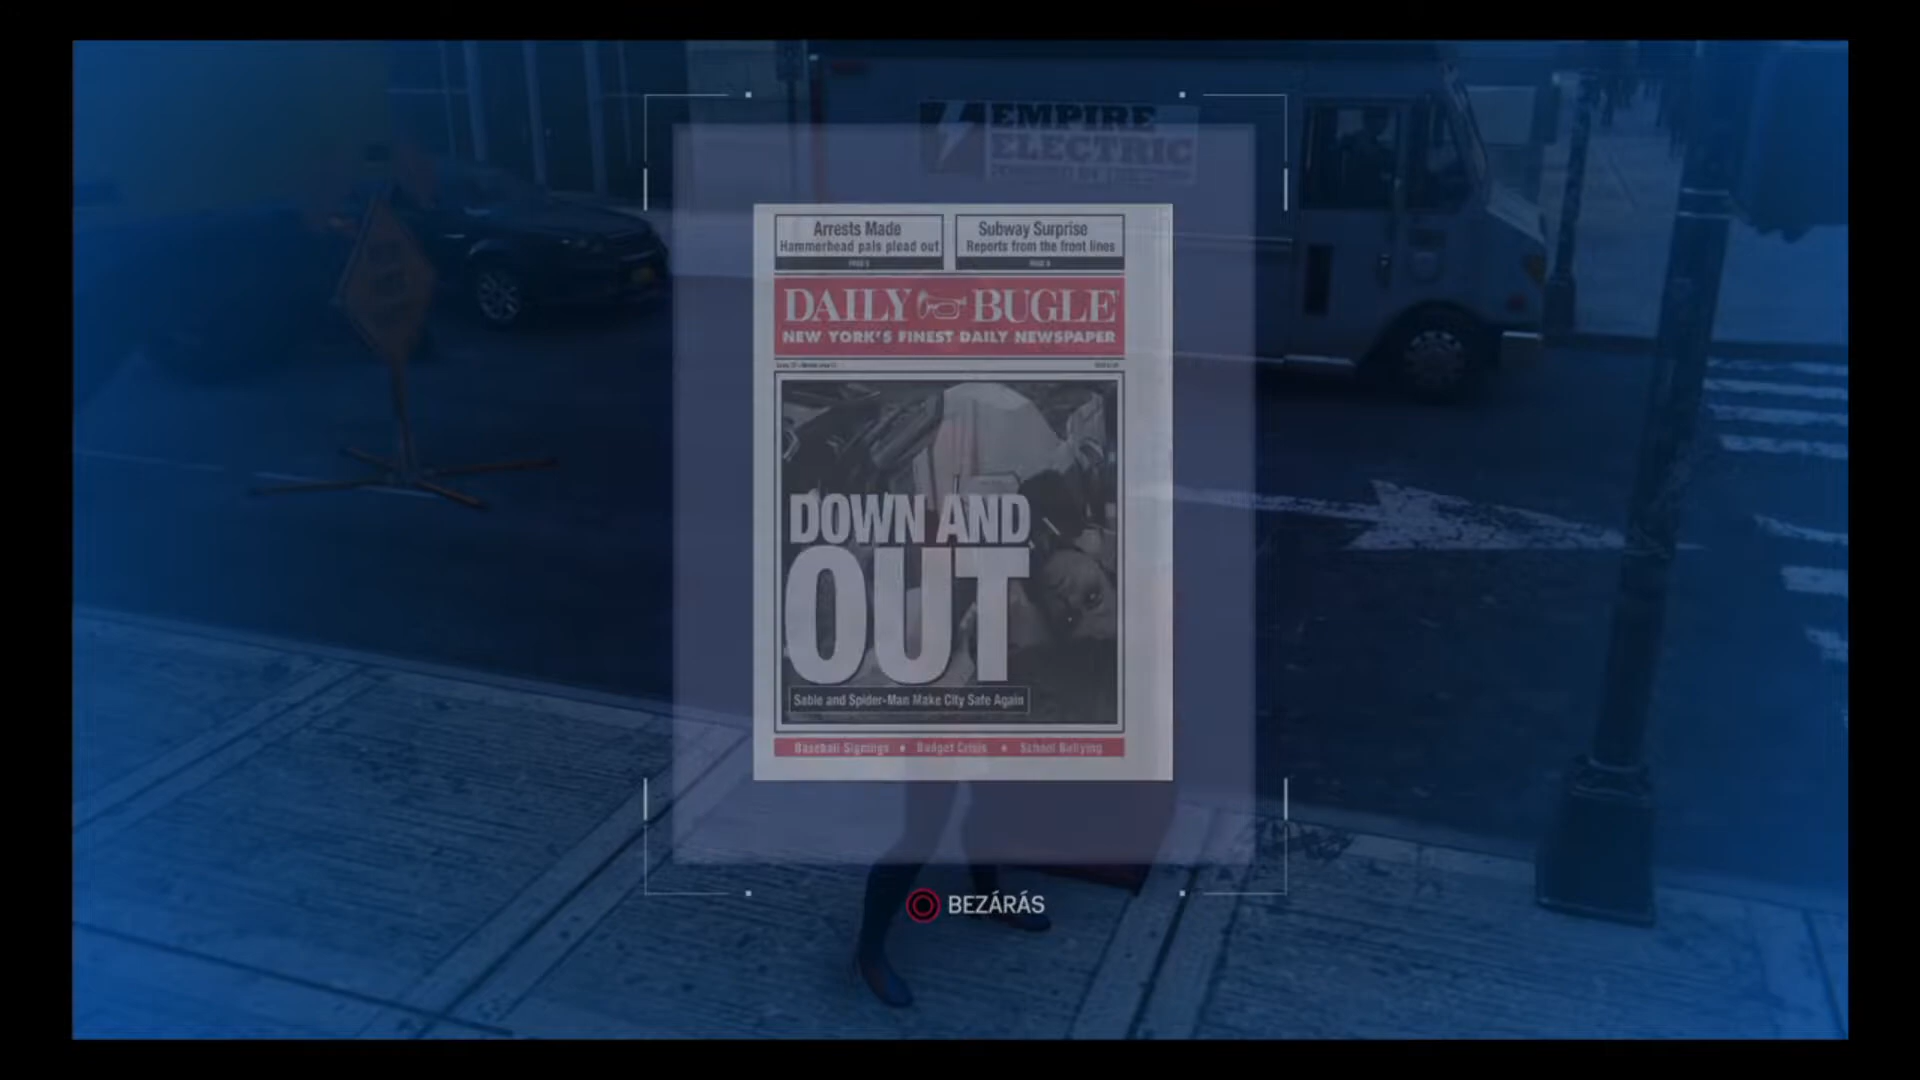 EMPIRE
ELECTRIC
Arrests Made
Hammerhead pals plead out
PAGE 5
Subway Surprise
Reports from the front lines
DAILY BUGLE
NEW YORK'S FINEST DAILY NEWSPAPER
DOWN AND
OUT
Sable and Spider-Man Make City Safe Again
Baseball Signings • Budget Crisis • School Bullying
BEZÁRÁS